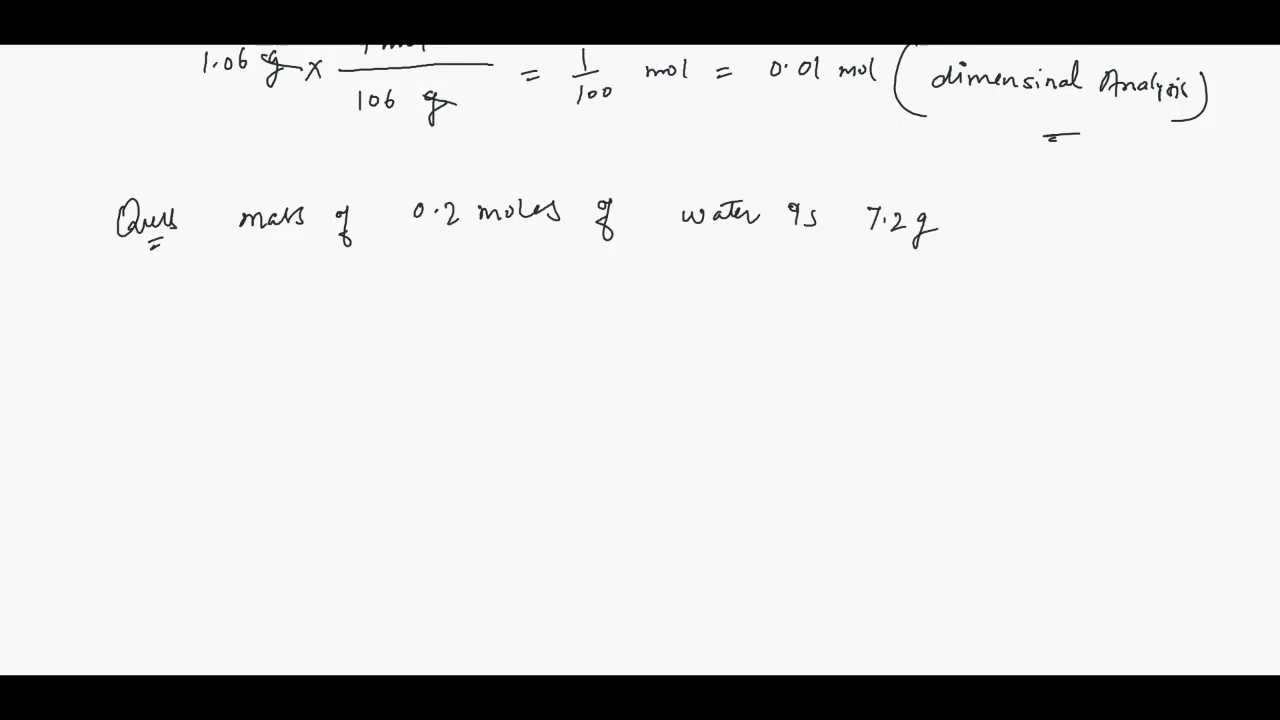 1.06 g × 1 mol / 106 g = 1/100 mol = 0.01 mol (dimensinal Analysis)
Ques mass of 0.2 moles of water is 7.2 g